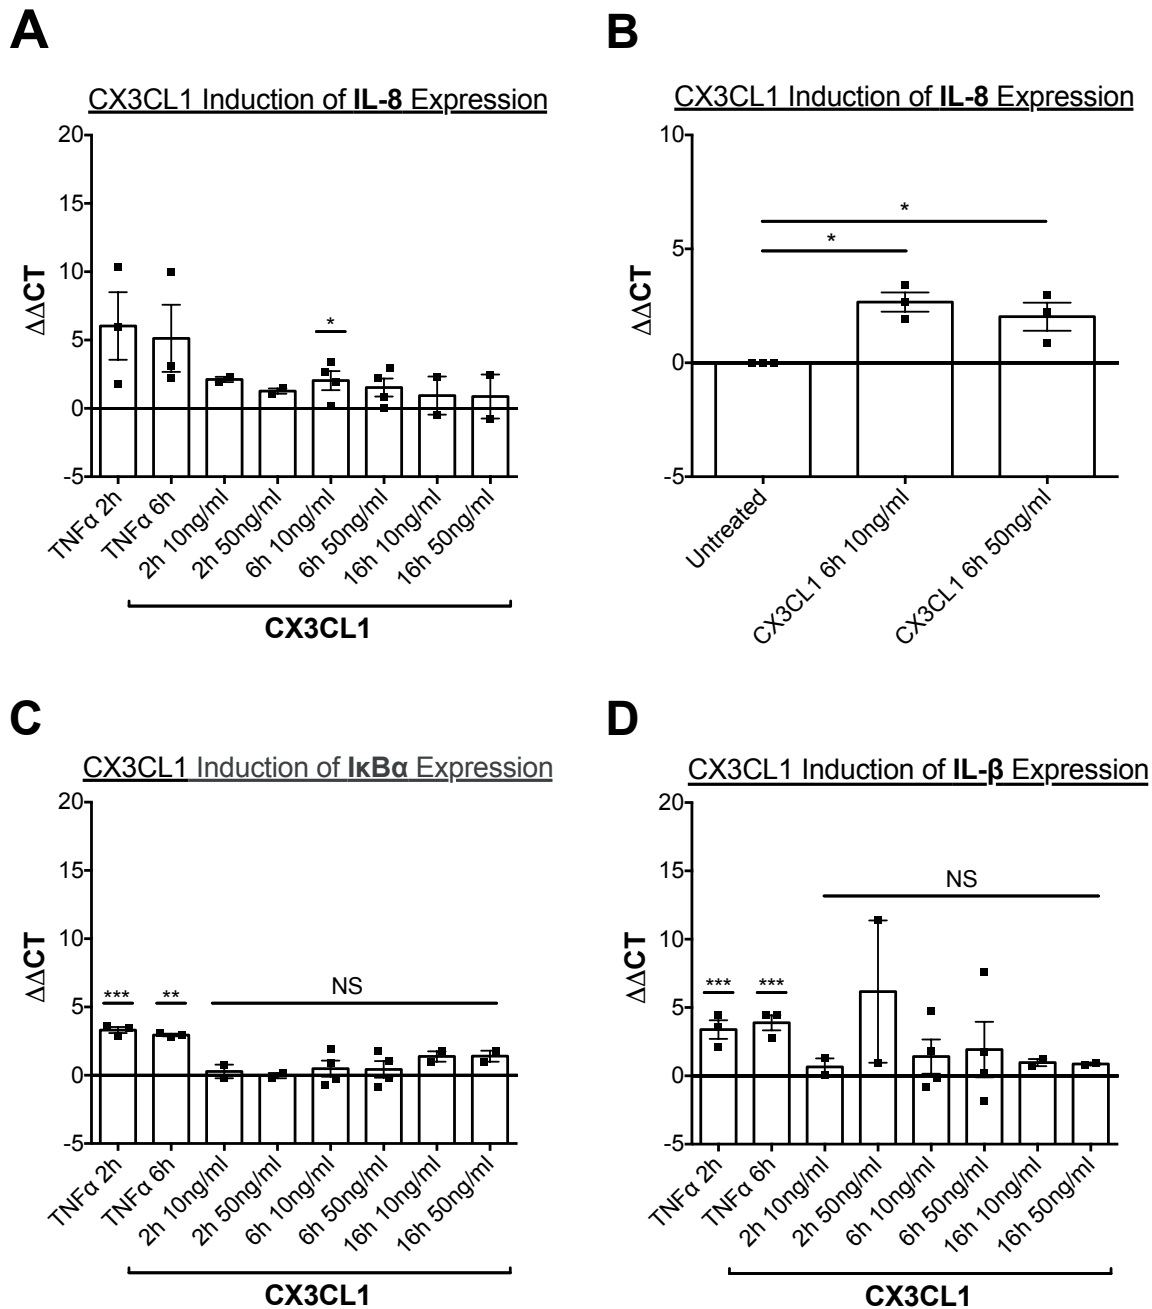 A
CX3CL1 Induction of IL-8 Expression
ΔΔCT
20
15
10
5
0
-5
*
TNFα 2h
TNFα 6h
2h 10ng/ml
2h 50ng/ml
6h 10ng/ml
6h 50ng/ml
16h 10ng/ml
16h 50ng/ml
CX3CL1
B
CX3CL1 Induction of IL-8 Expression
ΔΔCT
10
5
0
-5
*
*
Untreated
CX3CL1 6h 10ng/ml
CX3CL1 6h 50ng/ml
C
CX3CL1 Induction of IκBα Expression
ΔΔCT
20
15
10
5
0
-5
***
**
NS
TNFα 2h
TNFα 6h
2h 10ng/ml
2h 50ng/ml
6h 10ng/ml
6h 50ng/ml
16h 10ng/ml
16h 50ng/ml
CX3CL1
D
CX3CL1 Induction of IL-β Expression
ΔΔCT
20
15
10
5
0
-5
***
***
NS
TNFα 2h
TNFα 6h
2h 10ng/ml
2h 50ng/ml
6h 10ng/ml
6h 50ng/ml
16h 10ng/ml
16h 50ng/ml
CX3CL1